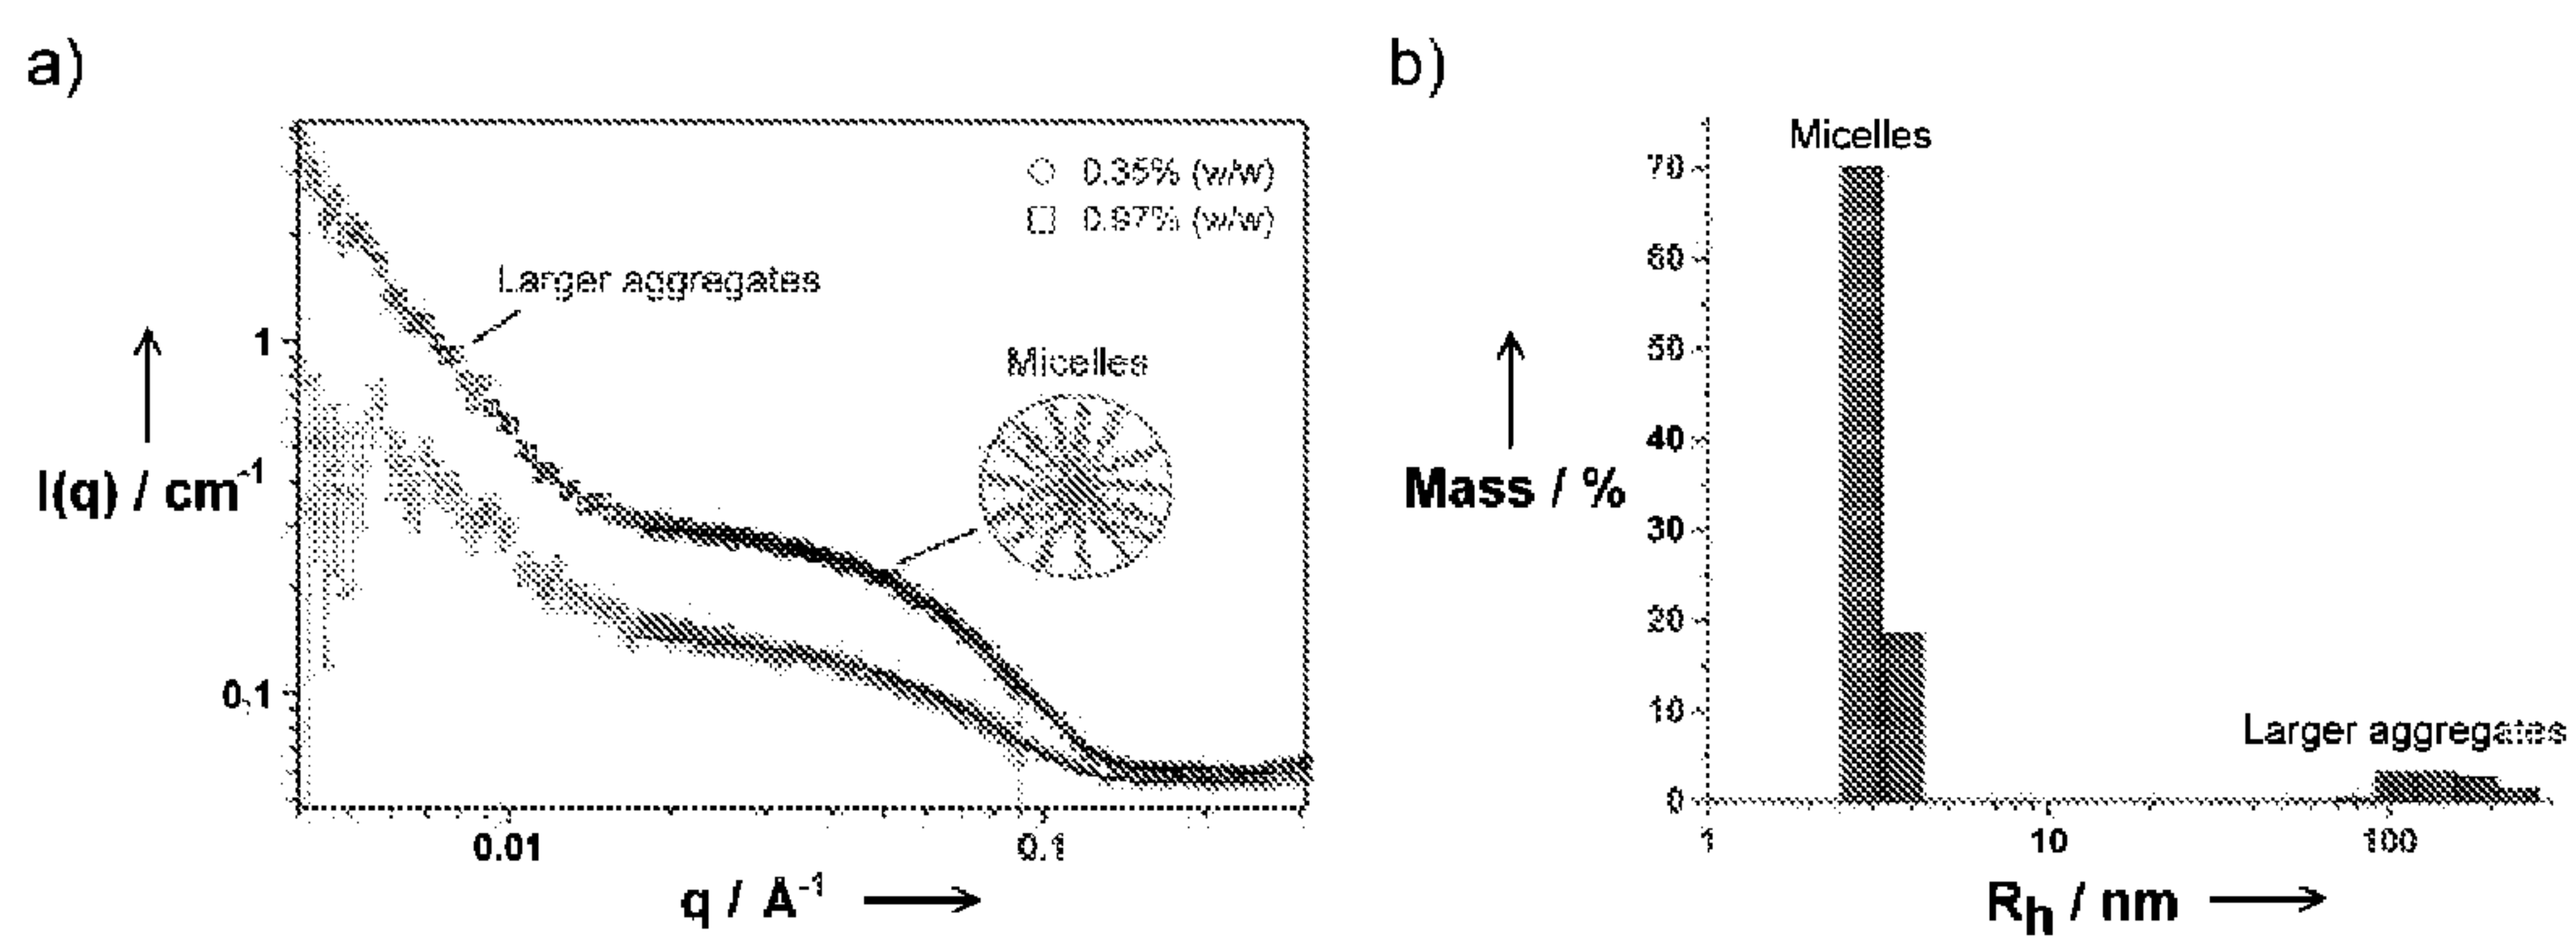 a)
0.35% (w/w)
0.97% (w/w)
Larger aggregates
Micelles
1
0.1
I(q) / cm⁻¹
0.01
0.1
q / Å⁻¹
b)
Micelles
70
60
50
40
30
20
10
0
Mass / %
Larger aggregates
1
10
100
Rₕ / nm